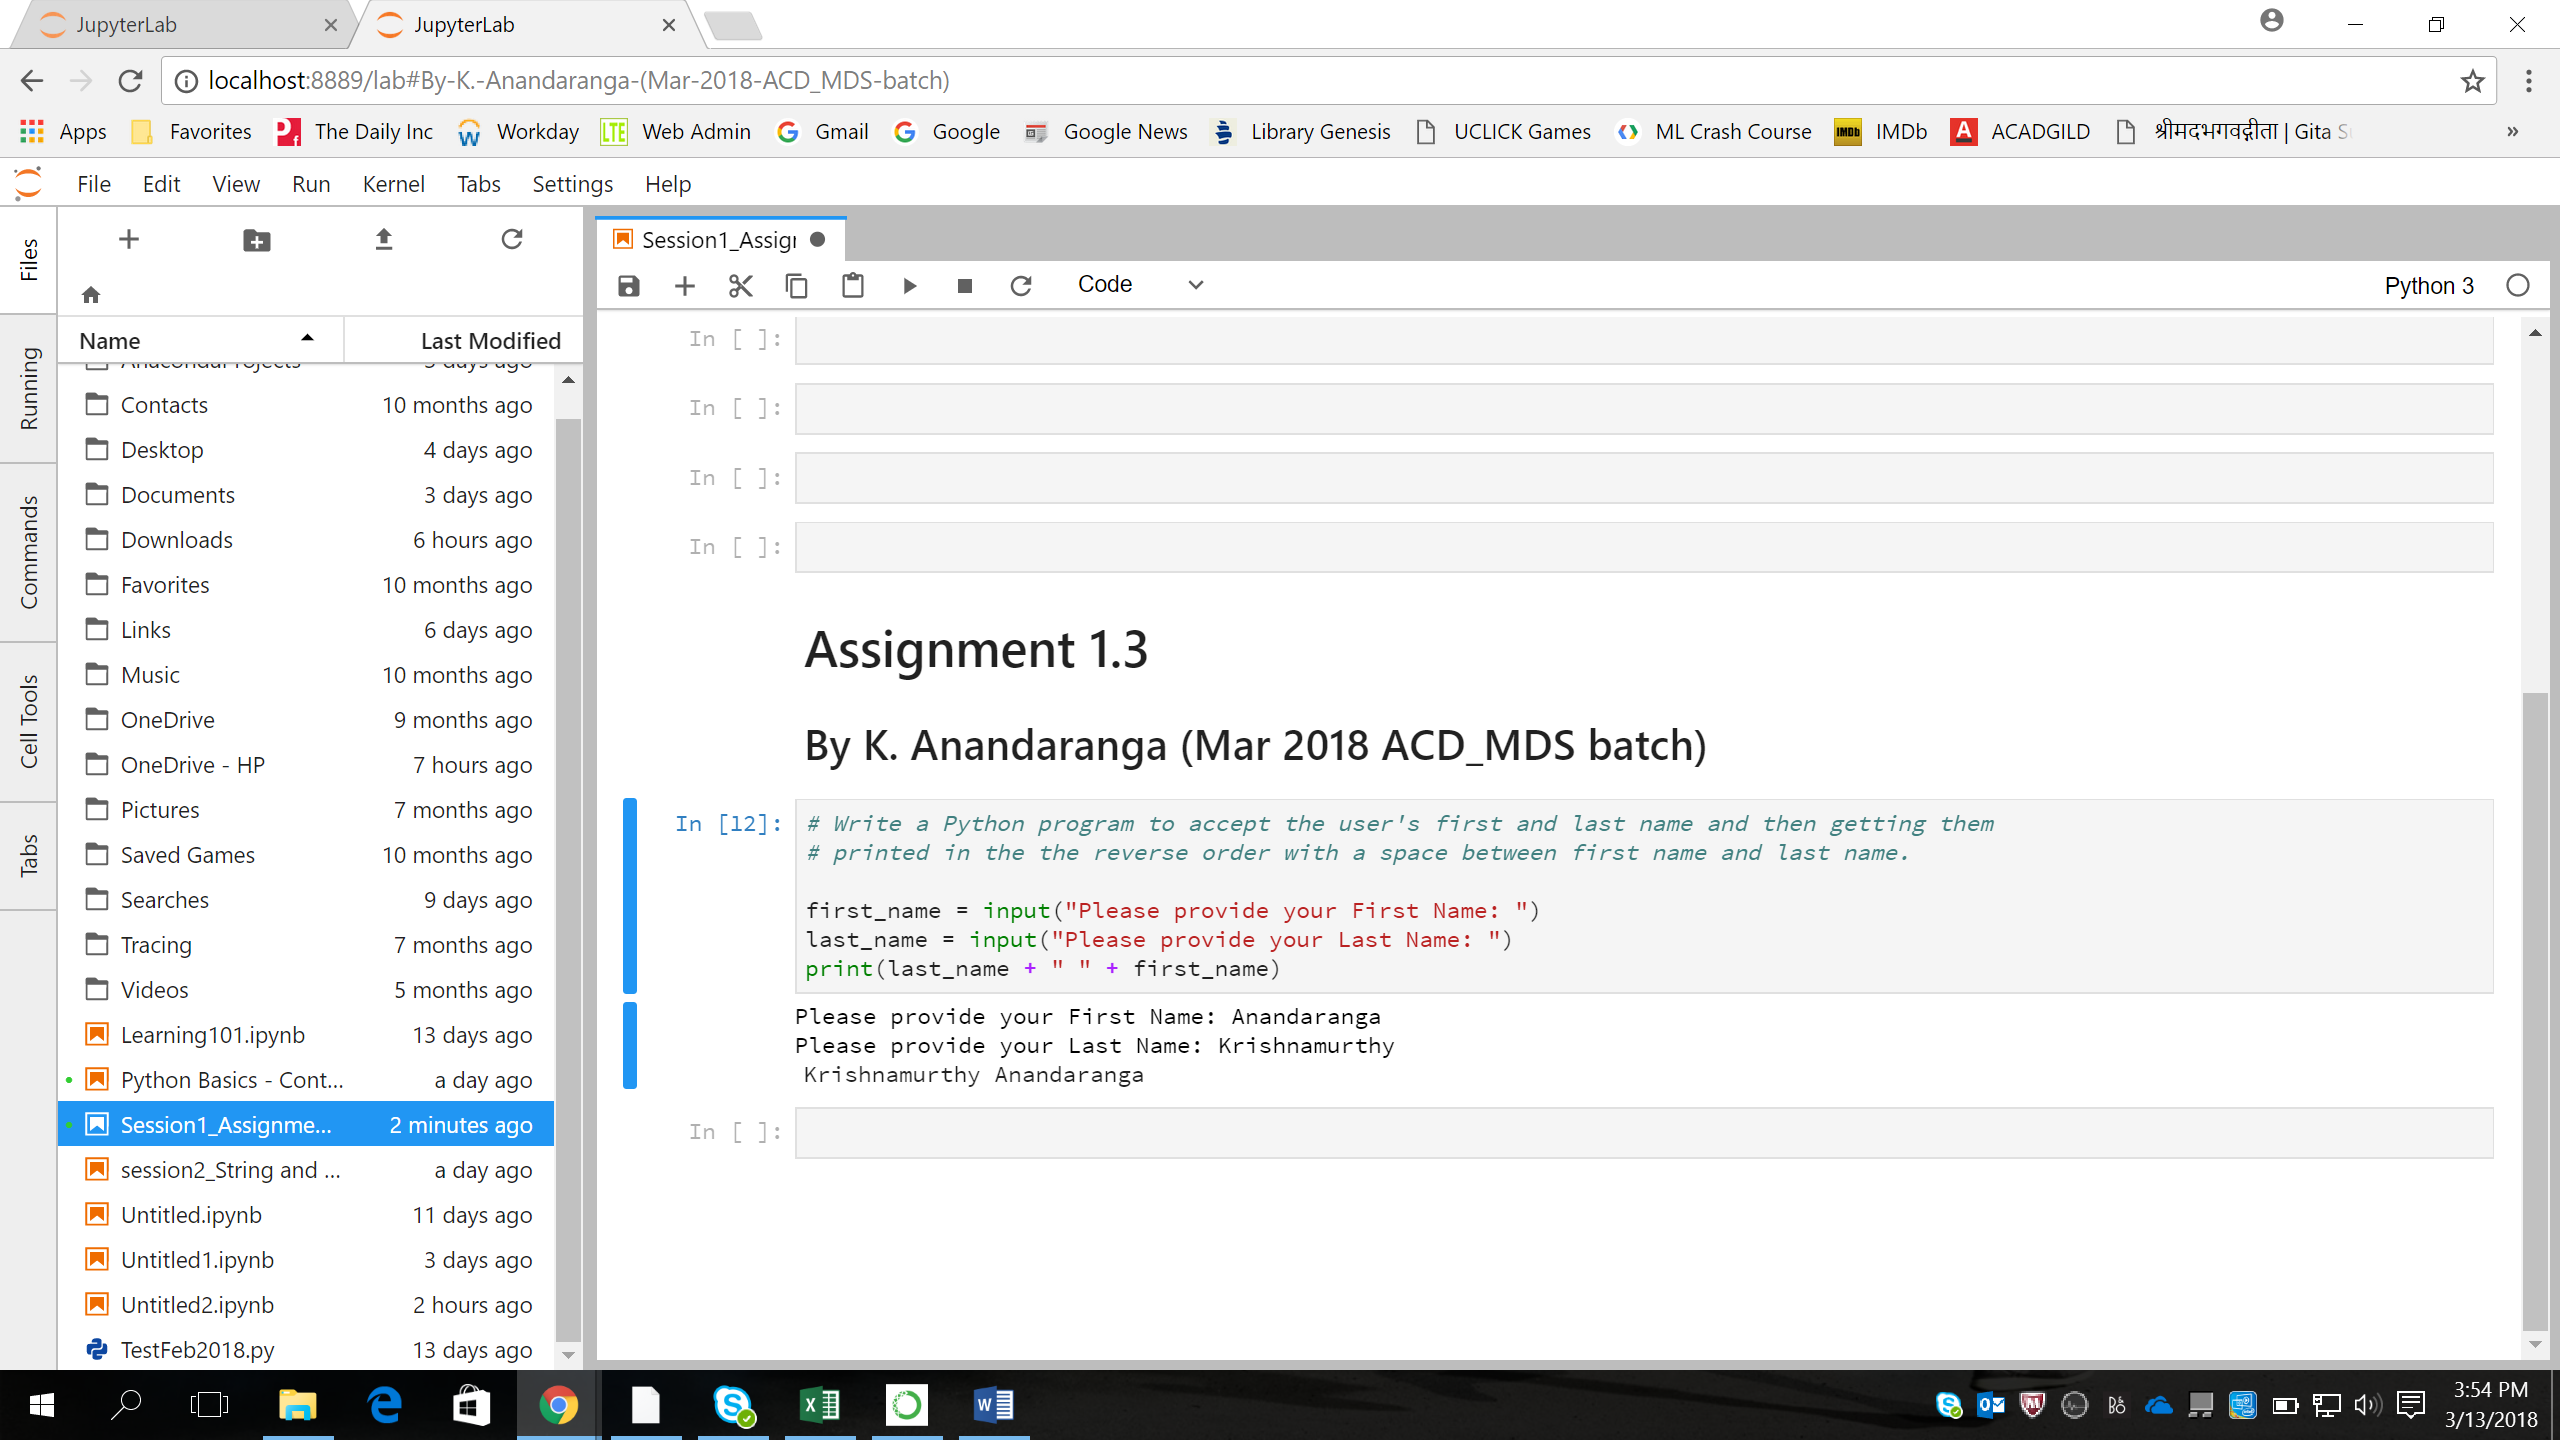 JupyterLab
JupyterLab
localhost:8889/lab#By-K.-Anandaranga-(Mar-2018-ACD_MDS-batch)
Apps Favorites The Daily Inc Workday LTE Web Admin Gmail Google Google News Library Genesis UCLICK Games ML Crash Course IMDb IMDb ACADGILD श्रीमदभगवद्गीता | Gita S
File Edit View Run Kernel Tabs Settings Help
Files
Running
Commands
Cell Tools
Tabs
Name Last Modified
AnacondaProjects 3 days ago
Contacts 10 months ago
Desktop 4 days ago
Documents 3 days ago
Downloads 6 hours ago
Favorites 10 months ago
Links 6 days ago
Music 10 months ago
OneDrive 9 months ago
OneDrive - HP 7 hours ago
Pictures 7 months ago
Saved Games 10 months ago
Searches 9 days ago
Tracing 7 months ago
Videos 5 months ago
Learning101.ipynb 13 days ago
Python Basics - Cont... a day ago
Session1_Assignme... 2 minutes ago
session2_String and ... a day ago
Untitled.ipynb 11 days ago
Untitled1.ipynb 3 days ago
Untitled2.ipynb 2 hours ago
TestFeb2018.py 13 days ago
Session1_Assig
Code
Python 3
In [ ]:
In [ ]:
In [ ]:
In [ ]:
Assignment 1.3
By K. Anandaranga (Mar 2018 ACD_MDS batch)
In [12]:
# Write a Python program to accept the user's first and last name and then getting them
# printed in the the reverse order with a space between first name and last name.
first_name = input("Please provide your First Name: ")
last_name = input("Please provide your Last Name: ")
print(last_name + " " + first_name)
Please provide your First Name: Anandaranga
Please provide your Last Name: Krishnamurthy
Krishnamurthy Anandaranga
In [ ]:
3:54 PM
3/13/2018